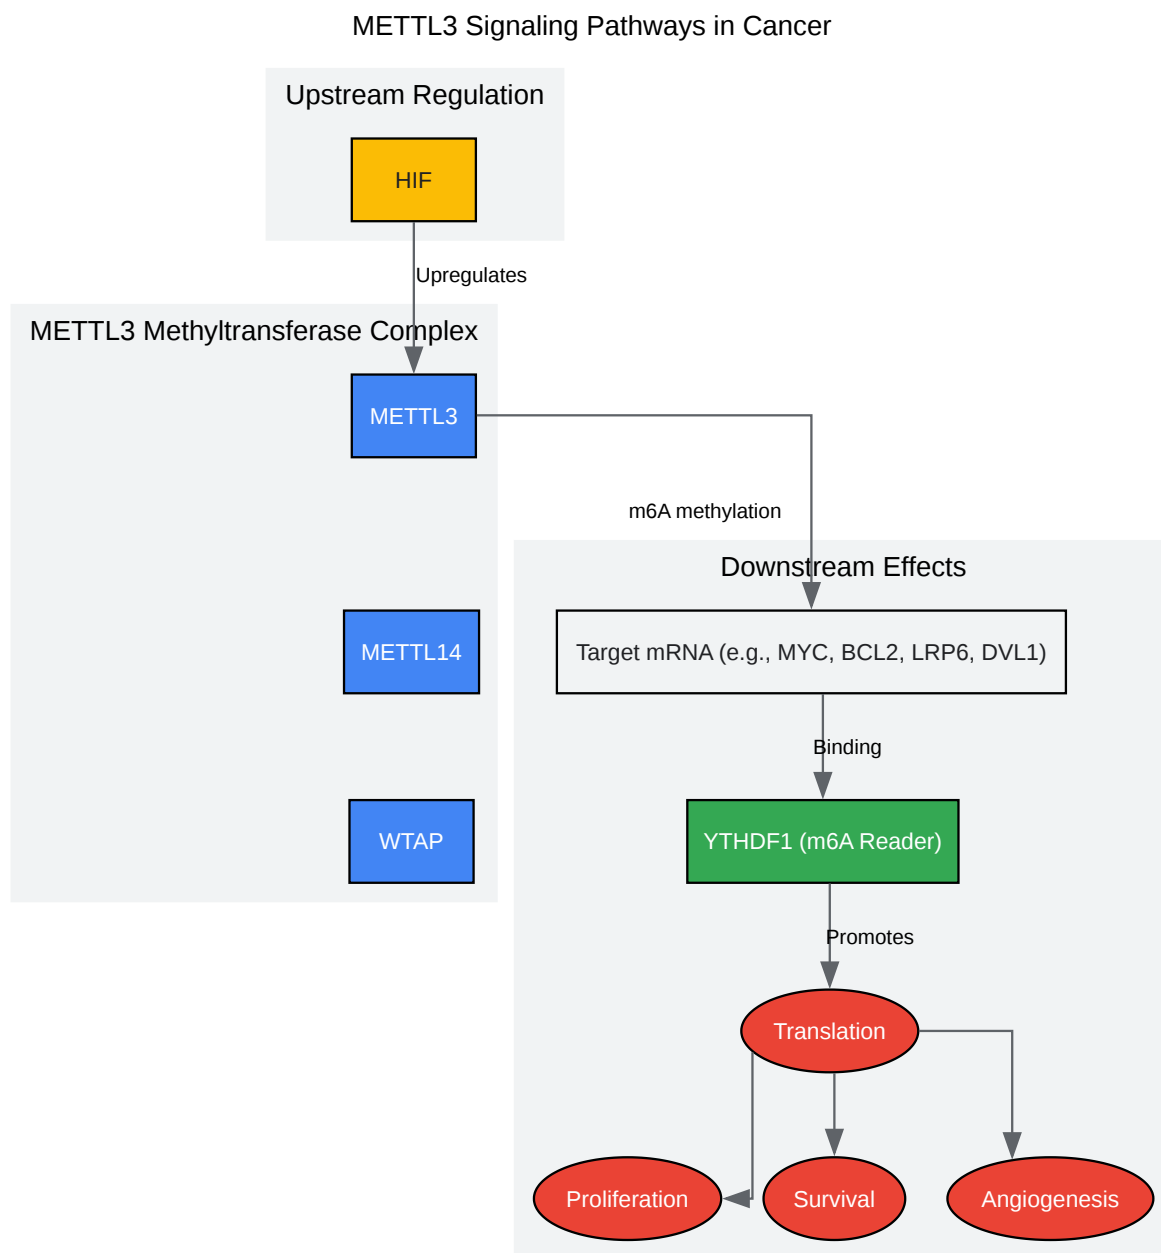 METTL3 Signaling Pathways in Cancer
Upstream Regulation
HIF
Upregulates
METTL3 Methyltransferase Complex
METTL3
m6A methylation
Downstream Effects
METTL14
Target mRNA (e.g., MYC, BCL2, LRP6, DVL1)
Binding
WTAP
YTHDF1 (m6A Reader)
Promotes
Translation
Proliferation
Survival
Angiogenesis